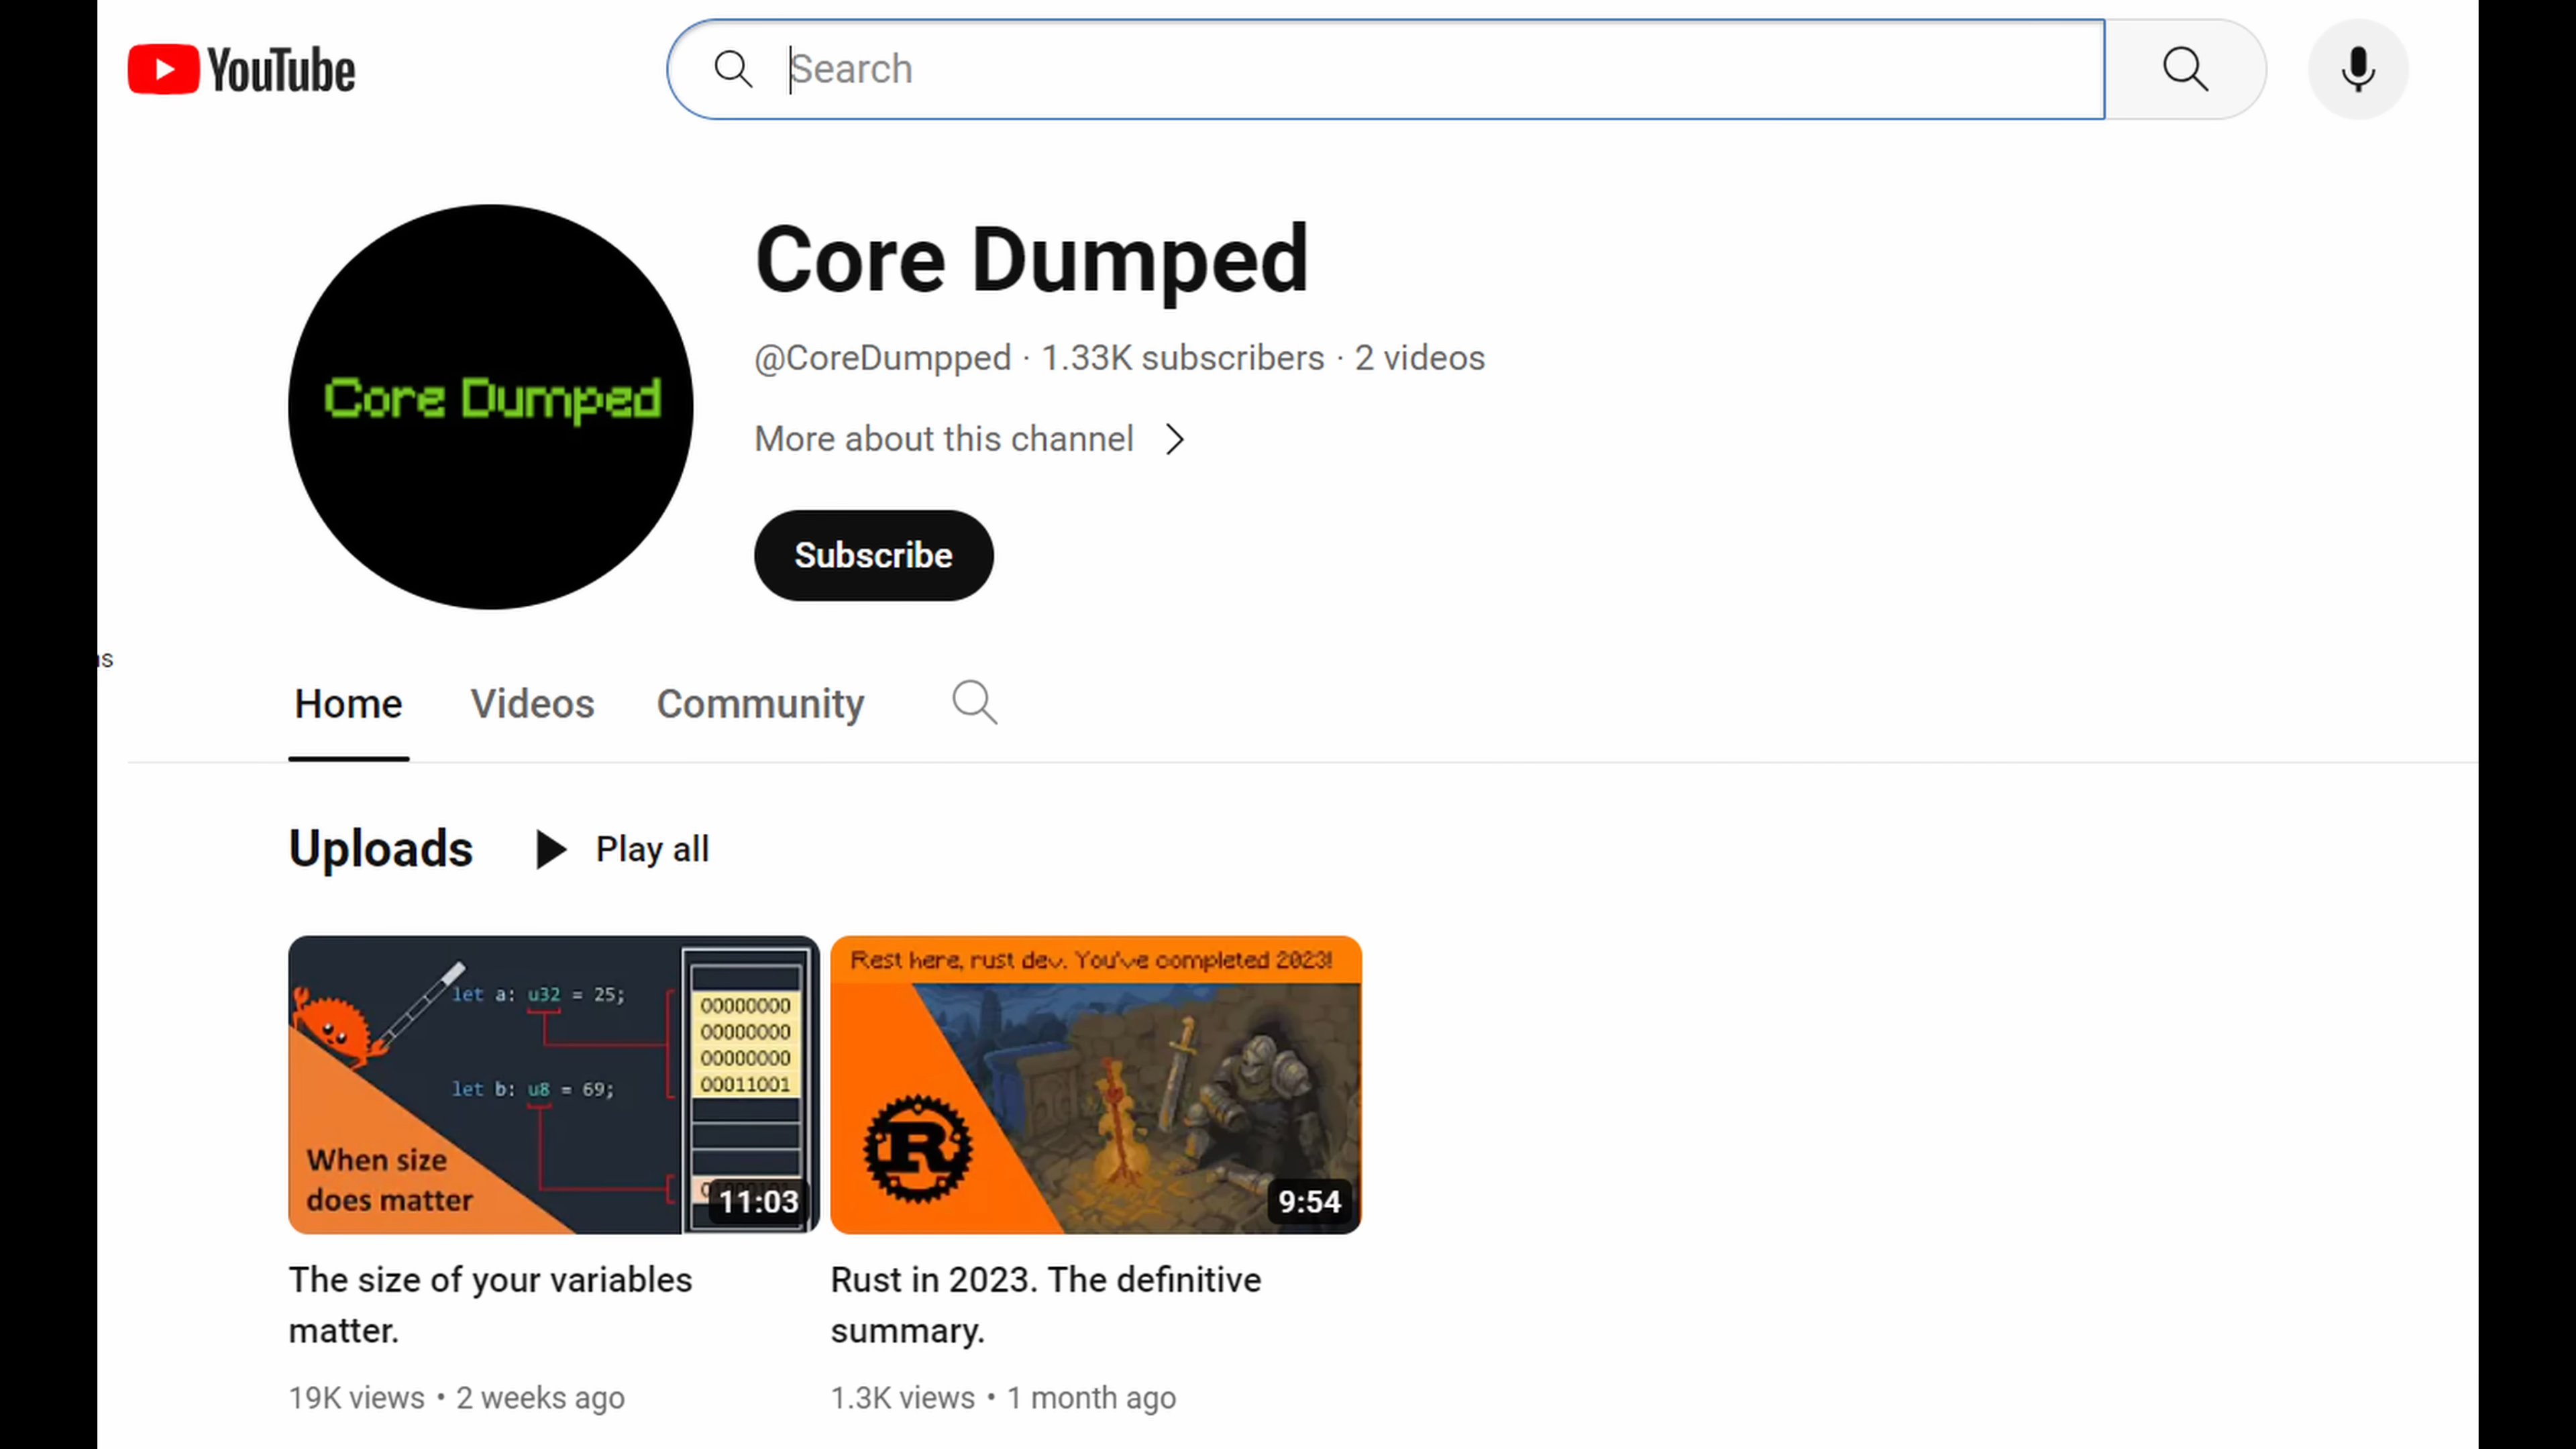 YouTube
Search
Core Dumped
Core Dumped
@CoreDumpped · 1.33K subscribers · 2 videos
More about this channel
Subscribe
Home Videos Community
Uploads Play all
let a: u32 = 25;
let b: u8 = 69;
00000000
00000000
00000000
00011001
When size
does matter
11:03
Rest here, rust dev. You've completed 2023!
R
9:54
The size of your variables
matter.
19K views • 2 weeks ago
Rust in 2023. The definitive
summary.
1.3K views • 1 month ago